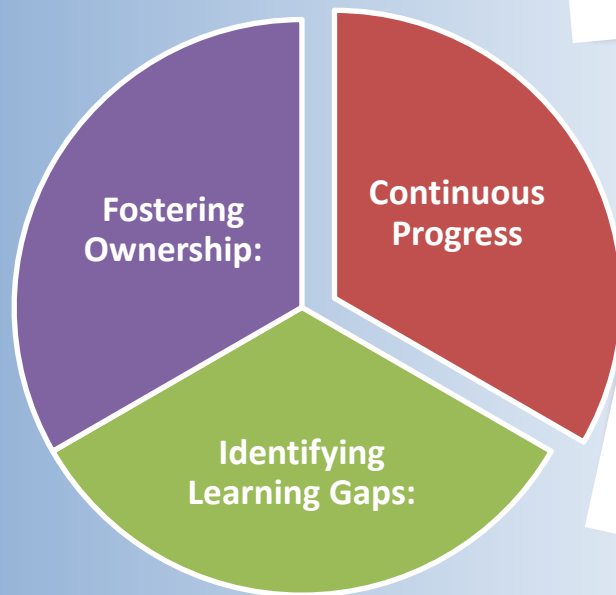 Fostering
Ownership:
Continuous
Progress
Identifying
Learning Gaps: